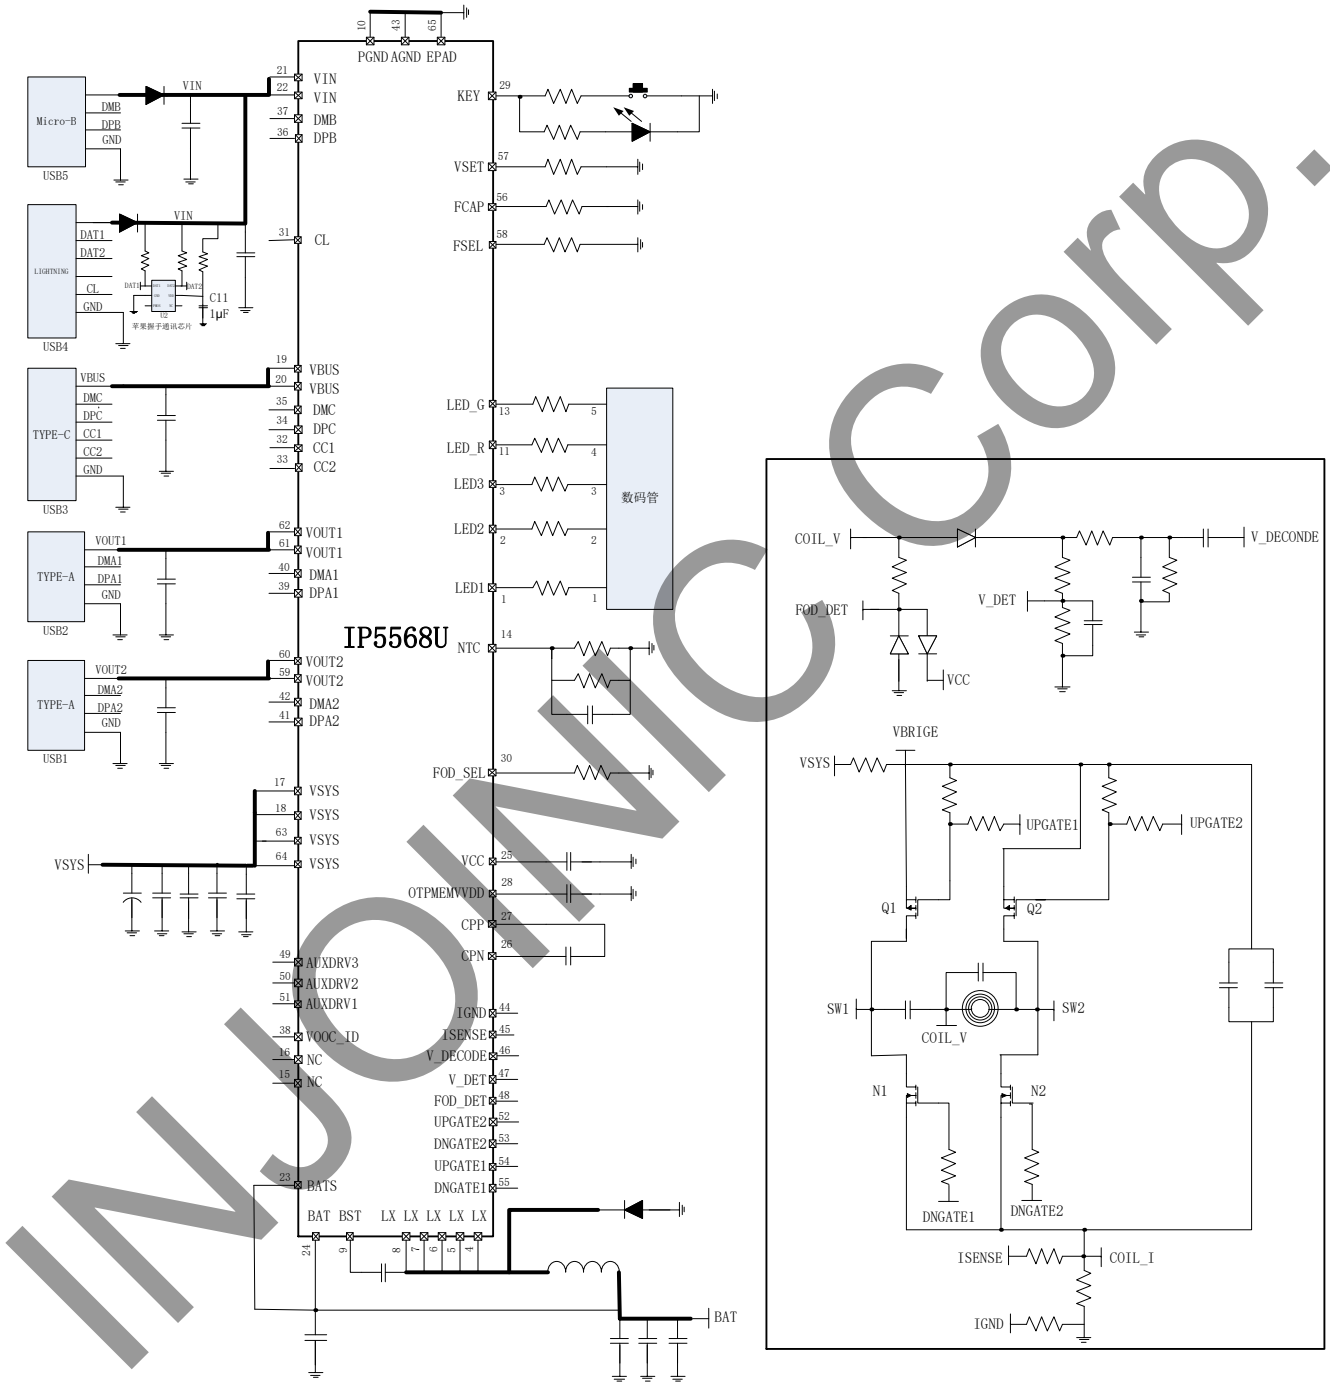 10
43
65
PGND AGND EPAD
21
VIN
22
VIN
37
DMB
36
DPB
31
CL
19
VBUS
20
VBUS
35
DMC
34
DPC
32
CC1
33
CC2
62
VOUT1
61
VOUT1
40
DMA1
39
DPA1
60
VOUT2
59
VOUT2
42
DMA2
41
DPA2
17
VSYS
18
VSYS
63
VSYS
64
VSYS
49
AUXDRV3
50
AUXDRV2
51
AUXDRV1
38
VOOC_ID
16
NC
15
NC
23
BATS
Micro-B
VIN
DMB
DPB
GND
USB5
LIGHTNING
VIN
DAT1
DAT2
CL
GND
USB4
DAT1
DAT2
U2
苹果握手通讯芯片
C11
1μF
TYPE-C
VBUS
DMC
DPC
CC1
CC2
GND
USB3
TYPE-A
VOUT1
DMA1
DPA1
GND
USB2
TYPE-A
VOUT2
DMA2
DPA2
GND
USB1
VSYS
IP5568U
KEY
29
VSET
57
FCAP
56
FSEL
58
LED_G
13
5
LED_R
11
4
LED3
3
3
LED2
2
2
LED1
1
1
数码管
NTC
14
FOD_SEL
30
VCC
25
OTPMEMVVDD
28
CPP
27
CPN
26
IGND
44
ISENSE
45
V_DECODE
46
V_DET
47
FOD_DET
48
UPGATE2
52
DNGATE2
53
UPGATE1
54
DNGATE1
55
BAT BST LX LX LX LX LX
24
9
8
7
6
5
4
BAT
COIL_V
V_DECONDE
V_DET
FOD_DET
VCC
VBRIGE
VSYS
UPGATE1
UPGATE2
Q1
Q2
SW1
SW2
COIL_V
N1
N2
DNGATE1
DNGATE2
ISENSE
COIL_I
IGND
INJOINIC Corp.